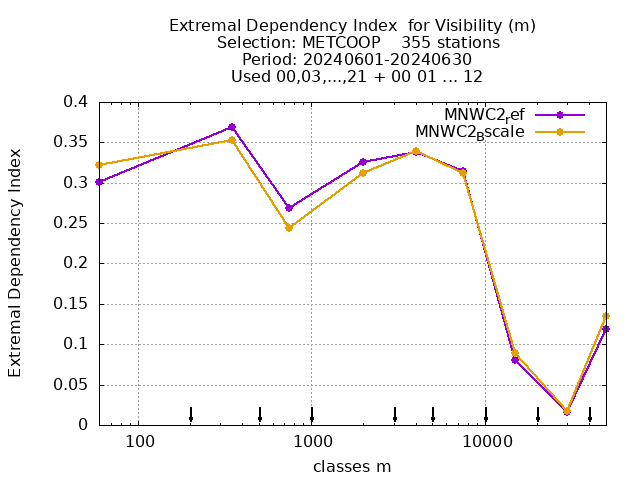 Extremal Dependency Index  for Visibility (m)
Selection: METCOOP    355 stations
Period: 20240601-20240630
Used 00,03,...,21 + 00 01 ... 12
MNWC2ref
MNWC2Bscale
Extremal Dependency Index
0.4
0.35
0.3
0.25
0.2
0.15
0.1
0.05
0
100 1000 10000
classes m